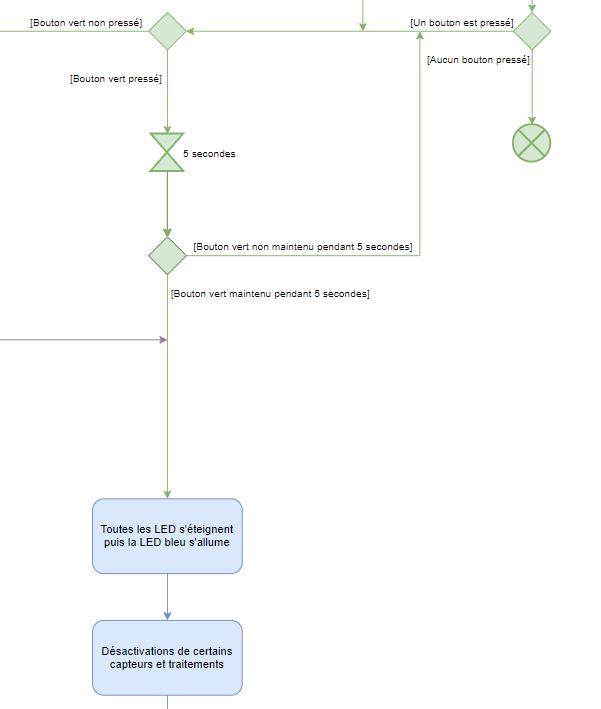 [Bouton vert non pressé]
[Un bouton est pressé]
[Aucun bouton pressé]
[Bouton vert pressé]
5 secondes
[Bouton vert non maintenu pendant 5 secondes]
[Bouton vert maintenu pendant 5 secondes]
Toutes les LED s'éteignent
puis la LED bleu s'allume
Désactivations de certains
capteurs et traitements